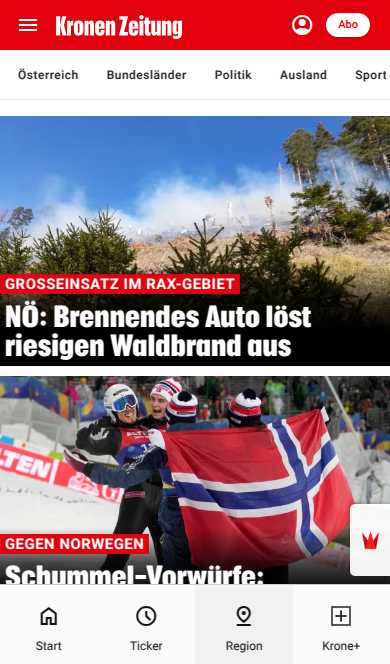 Kronen Zeitung
Abo
Österreich Bundesländer Politik Ausland Sport
GROSSEINSATZ IM RAX-GEBIET
NÖ: Brennendes Auto löst
riesigen Waldbrand aus
LTEN
GEGEN NORWEGEN
Schummel-Vorwürfe:
Start Ticker Region Krone+